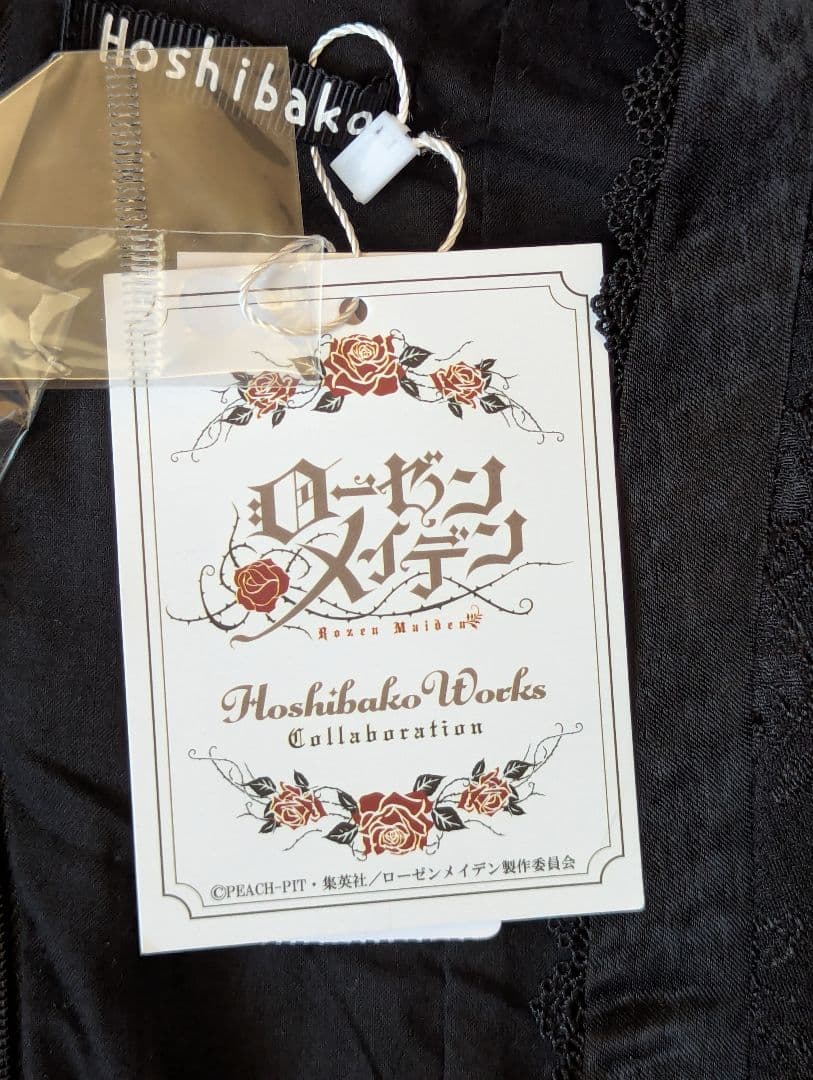 Hoshibako
ローゼン
メイデン
Rozen Maiden
Hoshibako Works
Collaboration
©PEACH-PIT・集英社／ローゼンメイデン製作委員会